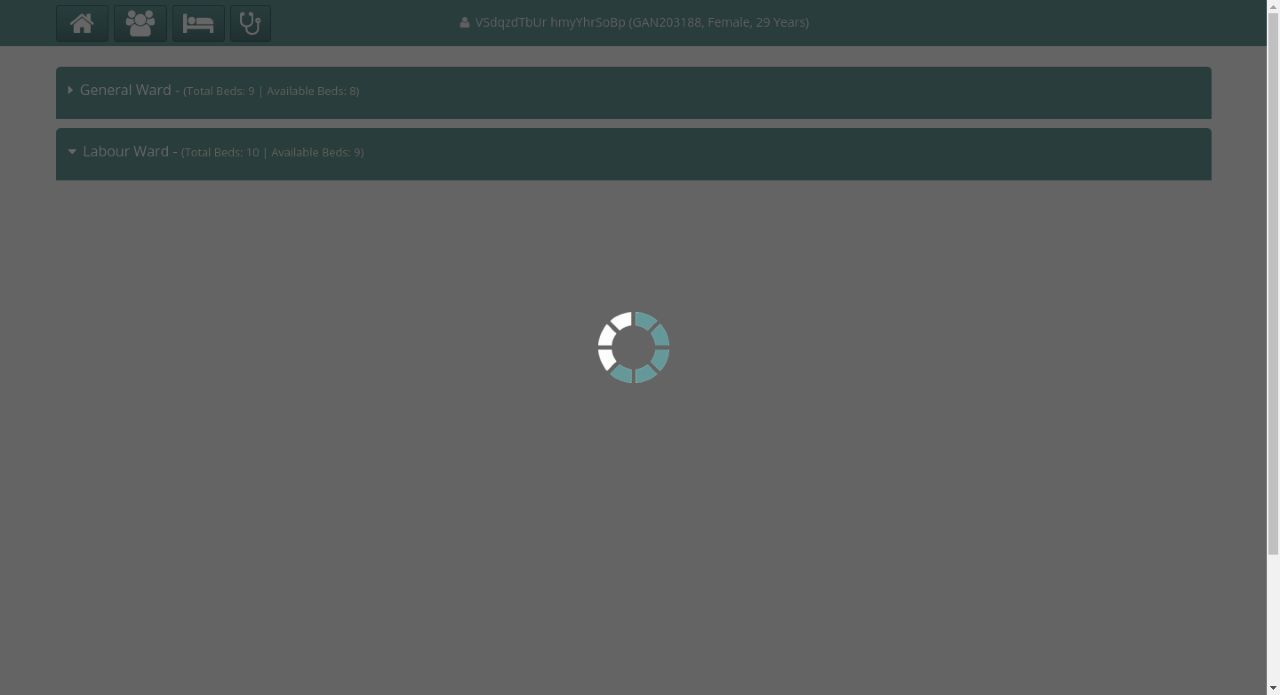 VSdqzdTbUr hmyYhrSoBp (GAN203188, Female, 29 Years)
General Ward - (Total Beds: 9 | Available Beds: 8)
Labour Ward - (Total Beds: 10 | Available Beds: 9)